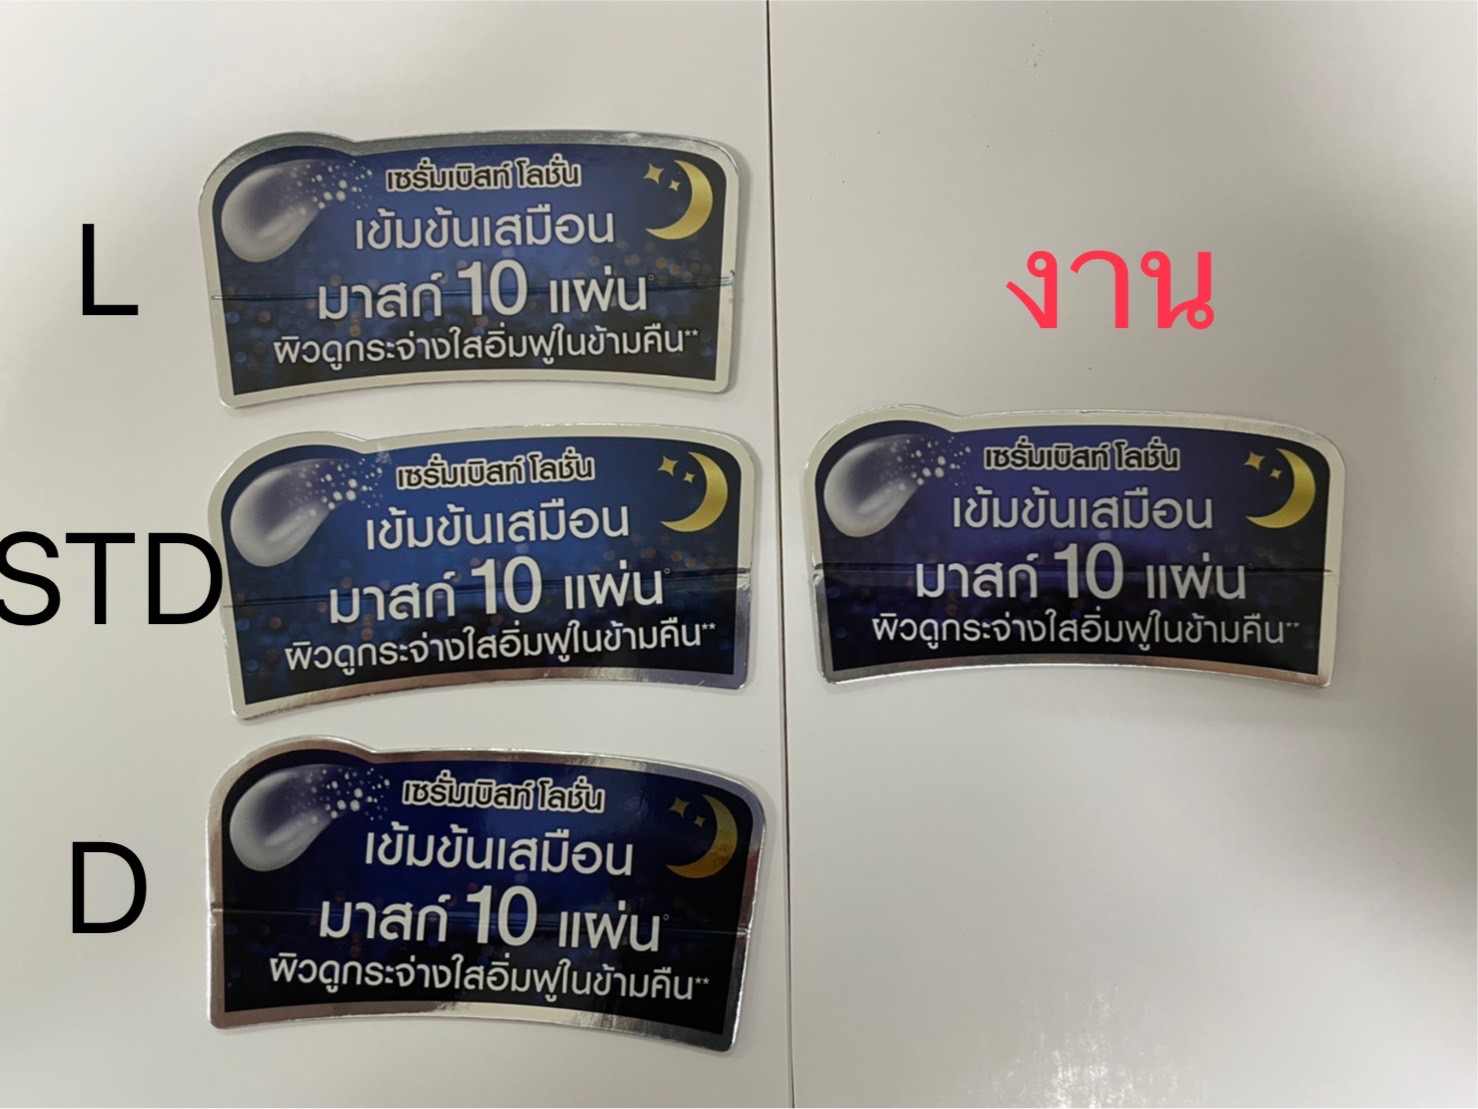 L
เซรั่มเบิสท์ โลชั่น
เข้มข้นเสมือน
มาสก์ 10 แผ่น°
ผิวดูกระจ่างใสอิ่มฟูในข้ามคืน**
งาน
STD
เซรั่มเบิสท์ โลชั่น
เข้มข้นเสมือน
มาสก์ 10 แผ่น°
ผิวดูกระจ่างใสอิ่มฟูในข้ามคืน**
เซรั่มเบิสท์ โลชั่น
เข้มข้นเสมือน
มาสก์ 10 แผ่น°
ผิวดูกระจ่างใสอิ่มฟูในข้ามคืน**
D
เซรั่มเบิสท์ โลชั่น
เข้มข้นเสมือน
มาสก์ 10 แผ่น°
ผิวดูกระจ่างใสอิ่มฟูในข้ามคืน**